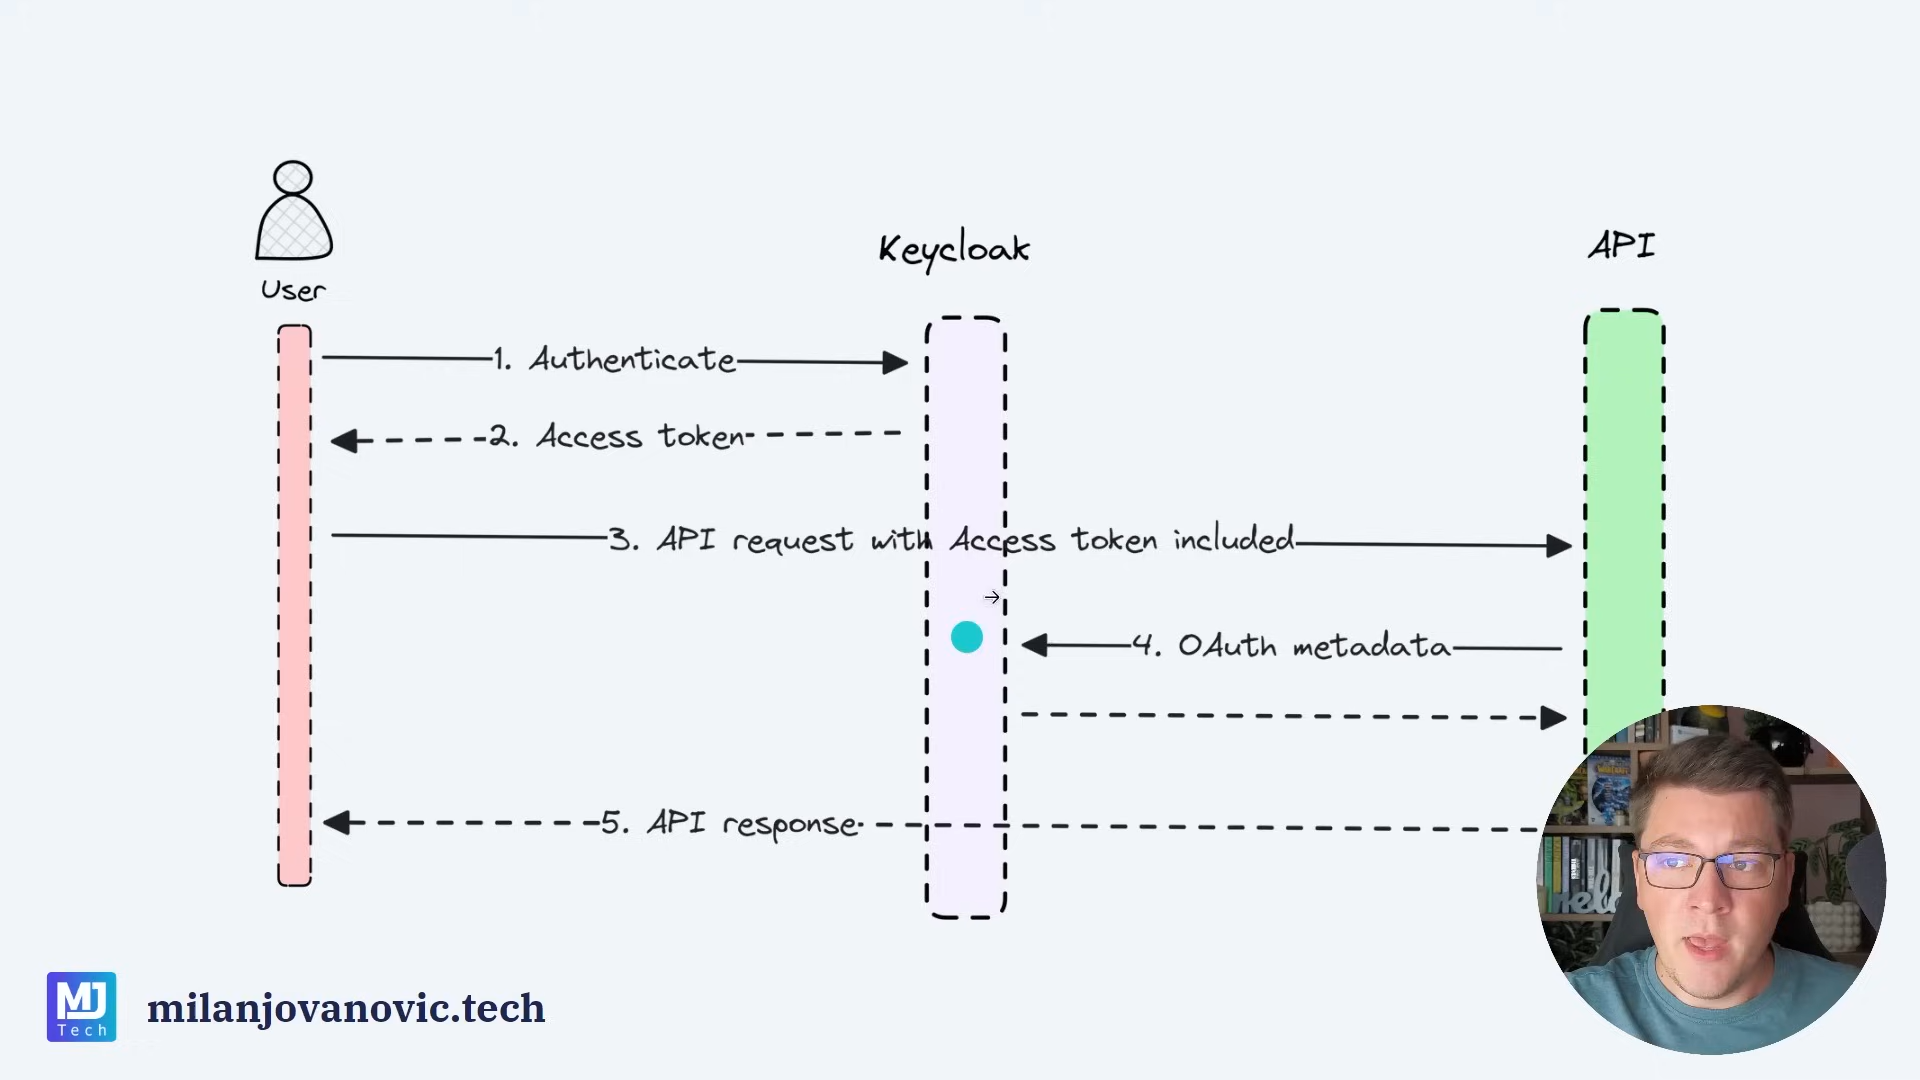 Keycloak
API
User
1. Authenticate
2. Access token
3. API request with Access token included
4. OAuth metadata
5. API response
MJ
Tech
milanjovanovic.tech